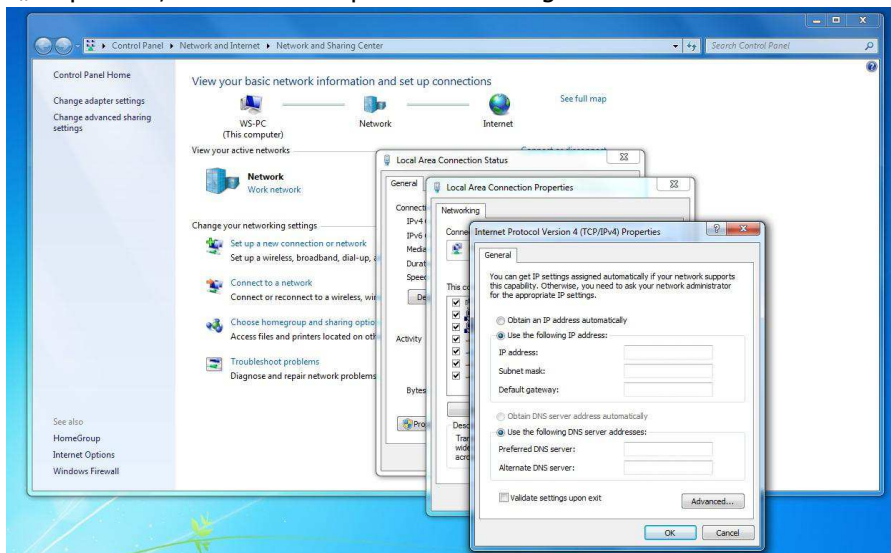 Control Panel ▸ Network and Internet ▸ Network and Sharing Center
Search Control Panel
Control Panel Home
Change adapter settings
Change advanced sharing
settings
See also
HomeGroup
Internet Options
Windows Firewall
View your basic network information and set up connections
See full map
WS-PC
(This computer)
Network
Internet
View your active networks
Network
Work network
Change your networking settings
Set up a new connection or network
Set up a wireless, broadband, dial-up,
Connect to a network
Connect or reconnect to a wireless,
Choose homegroup and sharing
Access files and printers located on
Troubleshoot problems
Diagnose and repair network problems
Local Area Connection Status
General
IPv4
IPv6
Media
Activity
Bytes
Local Area Connection Properties
Networking
Internet Protocol Version 4 (TCP/IPv4) Properties
General
You can get IP settings assigned automatically if your network supports
this capability. Otherwise, you need to ask your network administrator
for the appropriate IP settings.
Obtain an IP address automatically
Use the following IP address:
IP address:
Subnet mask:
Default gateway:
Obtain DNS server address automatically
Use the following DNS server addresses:
Preferred DNS server:
Alternate DNS server:
Validate settings upon exit
Advanced...
OK
Cancel